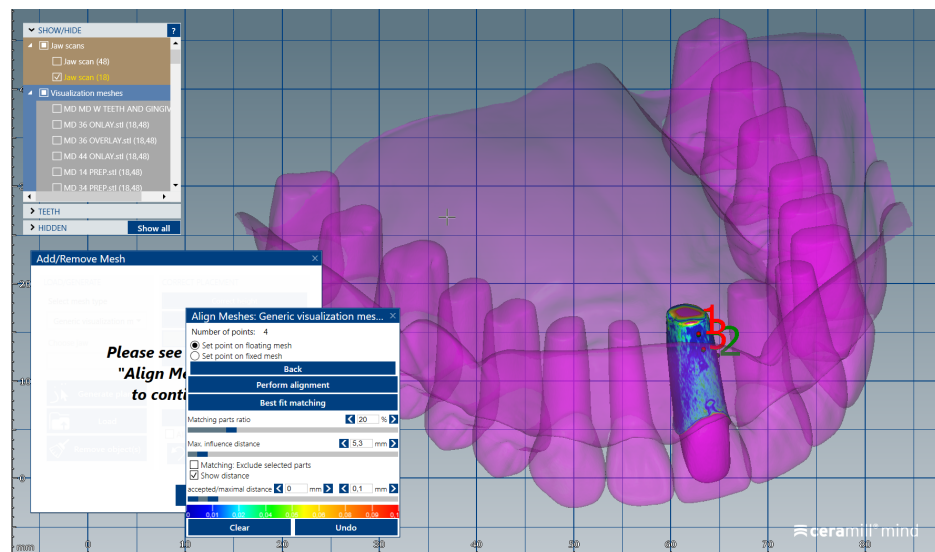 SHOW/HIDE
?
Jaw scans
Jaw scan (48)
Jaw scan (18)
Visualization meshes
MD MD W TEETH AND GINGIV
MD 36 ONLAY.stl (18,48)
MD 36 OVERLAY.stl (18,48)
MD 44 ONLAY.stl (18,48)
MD 14 PREP.stl (18,48)
MD 34 PREP.stl (18,48)
TEETH
HIDDEN
Show all
Add/Remove Mesh
Please see
"Align Me
to conti
Align Meshes: Generic visualization mes...
Number of points: 4
Set point on floating mesh
Set point on fixed mesh
Back
Perform alignment
Best fit matching
Matching parts ratio 20 %
Max. influence distance 5,3 mm
Matching: Exclude selected parts
Show distance
accepted/maximal distance 0 mm 0,1 mm
0 0,01 0,02 0,04 0,05 0,06 0,08 0,09 0,1
Clear Undo
1
3
2
20
10
0
mm 0 10 20 30 40 50 60 70 80
ceramill® mind